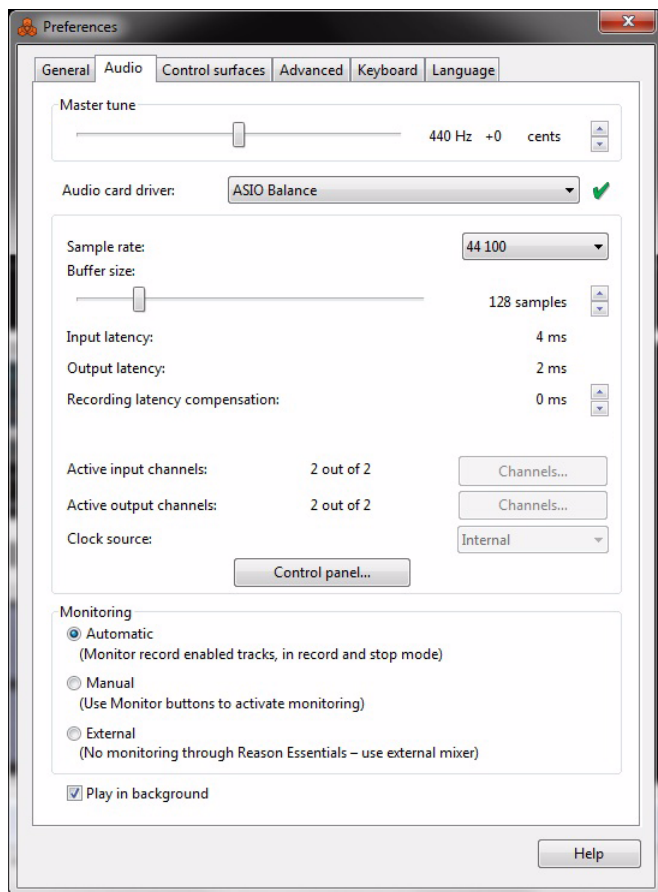 Preferences
General Audio Control surfaces Advanced Keyboard Language
Master tune
440 Hz +0 cents
Audio card driver: ASIO Balance
Sample rate: 44 100
Buffer size:
128 samples
Input latency: 4 ms
Output latency: 2 ms
Recording latency compensation: 0 ms
Active input channels: 2 out of 2 Channels...
Active output channels: 2 out of 2 Channels...
Clock source: Internal
Control panel...
Monitoring
Automatic
(Monitor record enabled tracks, in record and stop mode)
Manual
(Use Monitor buttons to activate monitoring)
External
(No monitoring through Reason Essentials – use external mixer)
Play in background
Help